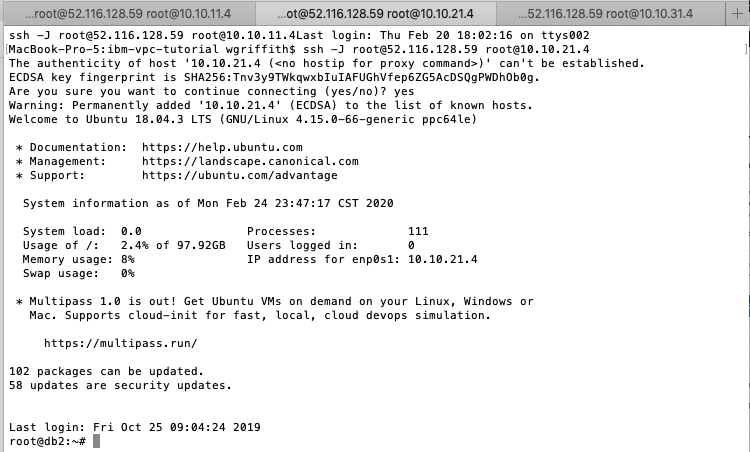 ...root@52.116.128.59 root@10.10.11.4
...ot@52.116.128.59 root@10.10.21.4
...52.116.128.59 root@10.10.31.4
+
ssh -J root@52.116.128.59 root@10.10.11.4Last login: Thu Feb 20 18:02:16 on ttys002
[MacBook-Pro-5:ibm-vpc-tutorial wgriffith$ ssh -J root@52.116.128.59 root@10.10.21.4 ]
The authenticity of host '10.10.21.4 (<no hostip for proxy command>)' can't be established.
ECDSA key fingerprint is SHA256:Tnv3y9TWkqwxbIuIAFUGhVfep6ZG5AcDSQgPWDhOb0g.
Are you sure you want to continue connecting (yes/no)? yes
Warning: Permanently added '10.10.21.4' (ECDSA) to the list of known hosts.
Welcome to Ubuntu 18.04.3 LTS (GNU/Linux 4.15.0-66-generic ppc64le)
* Documentation: https://help.ubuntu.com
* Management: https://landscape.canonical.com
* Support: https://ubuntu.com/advantage
System information as of Mon Feb 24 23:47:17 CST 2020
System load: 0.0 Processes: 111
Usage of /: 2.4% of 97.92GB Users logged in: 0
Memory usage: 8% IP address for enp0s1: 10.10.21.4
Swap usage: 0%
* Multipass 1.0 is out! Get Ubuntu VMs on demand on your Linux, Windows or
Mac. Supports cloud-init for fast, local, cloud devops simulation.
https://multipass.run/
102 packages can be updated.
58 updates are security updates.
Last login: Fri Oct 25 09:04:24 2019
root@db2:~#